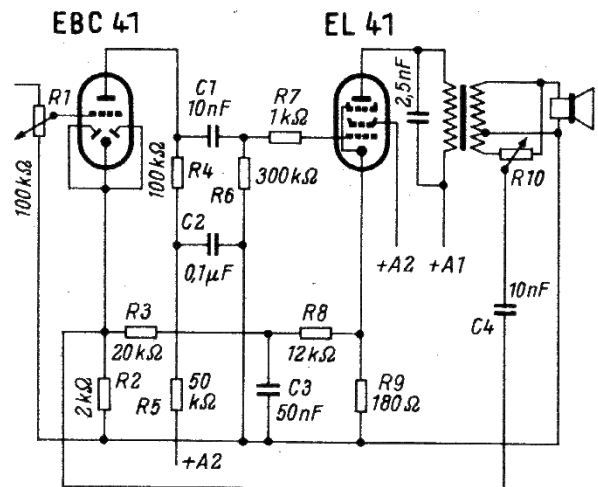 EBC 41
EL 41
R1
100kΩ
C1
10nF
R7
1kΩ
2,5nF
100kΩ
R4
R6
300kΩ
C2
0,1μF
R10
+A2
+A1
10nF
C4
R3
20kΩ
R8
12kΩ
2kΩ
R2
R5
50
kΩ
C3
50nF
R9
180Ω
+A2